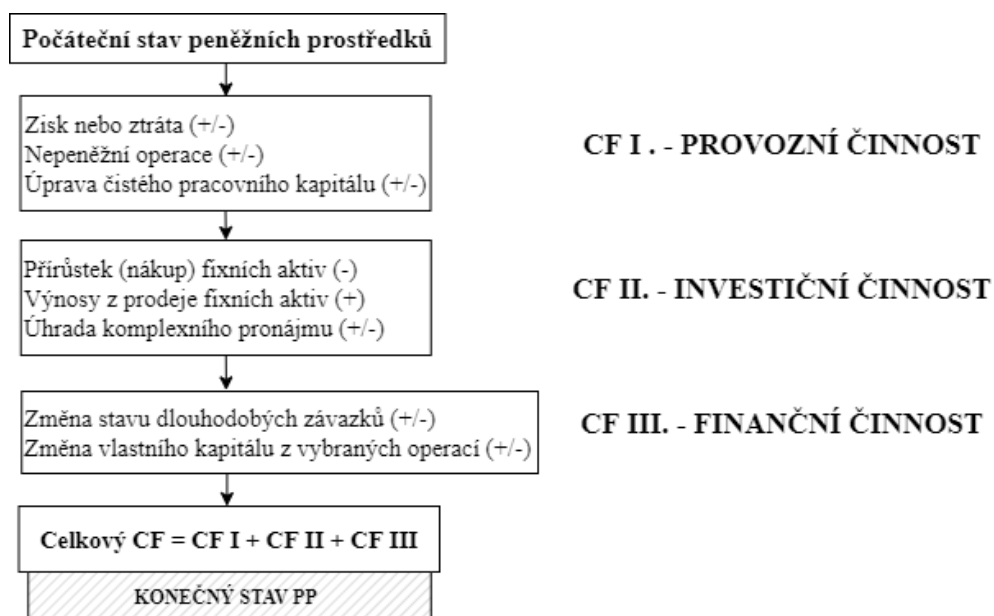 Počáteční stav peněžních prostředků
Zisk nebo ztráta (+/-)
Nepeněžní operace (+/-)
Úprava čistého pracovního kapitálu (+/-)
CF I . - PROVOZNÍ ČINNOST
Přírůstek (nákup) fixních aktiv (-)
Výnosy z prodeje fixních aktiv (+)
Úhrada komplexního pronájmu (+/-)
CF II. - INVESTIČNÍ ČINNOST
Změna stavu dlouhodobých závazků (+/-)
Změna vlastního kapitálu z vybraných operací (+/-)
CF III. - FINANČNÍ ČINNOST
Celkový CF = CF I + CF II + CF III
KONEČNÝ STAV PP